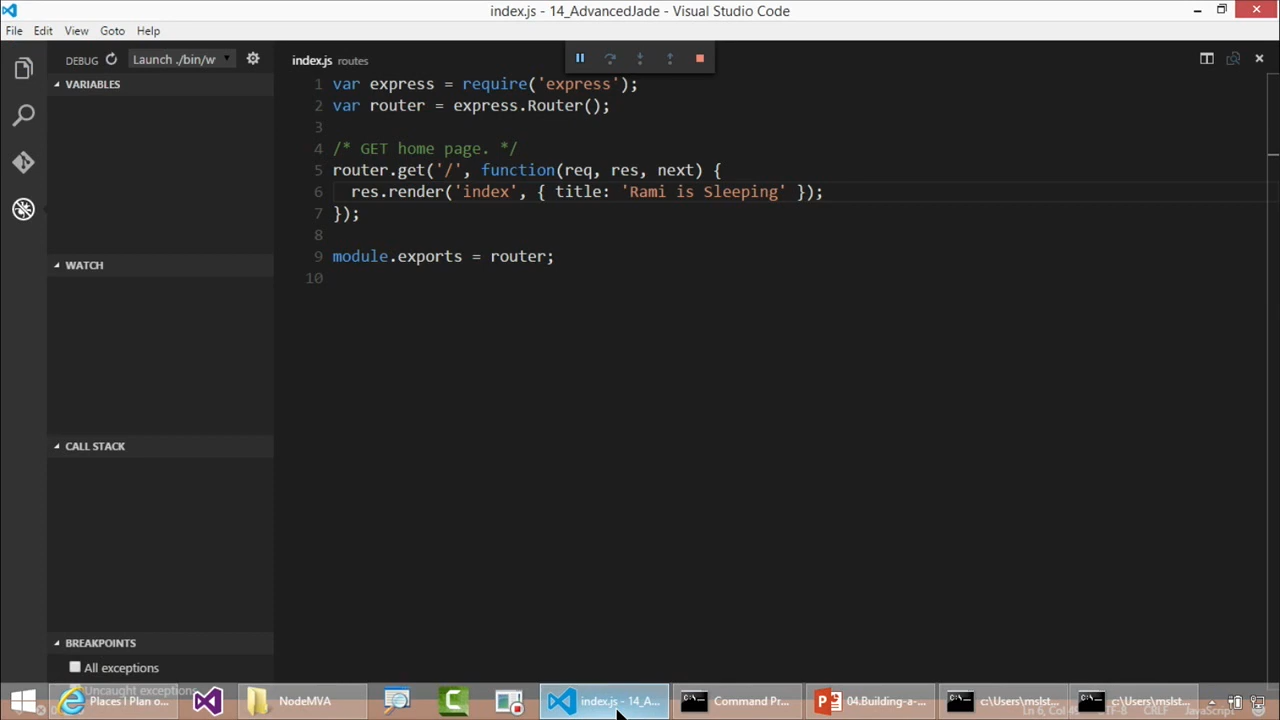 index.js - 14_AdvancedJade - Visual Studio Code
File Edit View Goto Help
DEBUG Launch ./bin/w
index.js routes
VARIABLES
WATCH
CALL STACK
BREAKPOINTS
All exceptions
Uncaught exceptions
1 var express = require('express');
2 var router = express.Router();
3
4 /* GET home page. */
5 router.get('/', function(req, res, next) {
6 res.render('index', { title: 'Rami is Sleeping' });
7 });
8
9 module.exports = router;
10
Places I Plan o...
NodeMVA
index.js - 14_A...
Command Pr...
04.Building-a-...
c:\Users\mslst...
c:\Users\mslst...